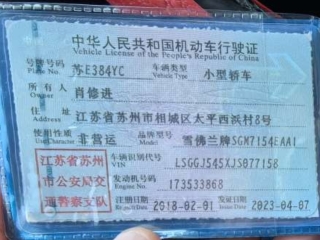 中华人民共和国机动车行驶证
Vehicle License of the People's Republic of China
号牌号码 苏E384YC 车辆类型 小型轿车
Plate No. Vehicle Type
所有人 肖修进
Owner
住址 江苏省苏州市相城区太平西浜村8号
Address
使用性质 非营运 品牌型号 雪佛兰牌SGM7154EAA1
Use Character Model
江苏省苏州市公安局交通警察支队
车辆识别代号 LSGGJ545XJS077158
VIN
发动机号码 173533868
Engine No.
注册日期 2018-02-01 发证日期 2023-04-07
Register Date Issue Date